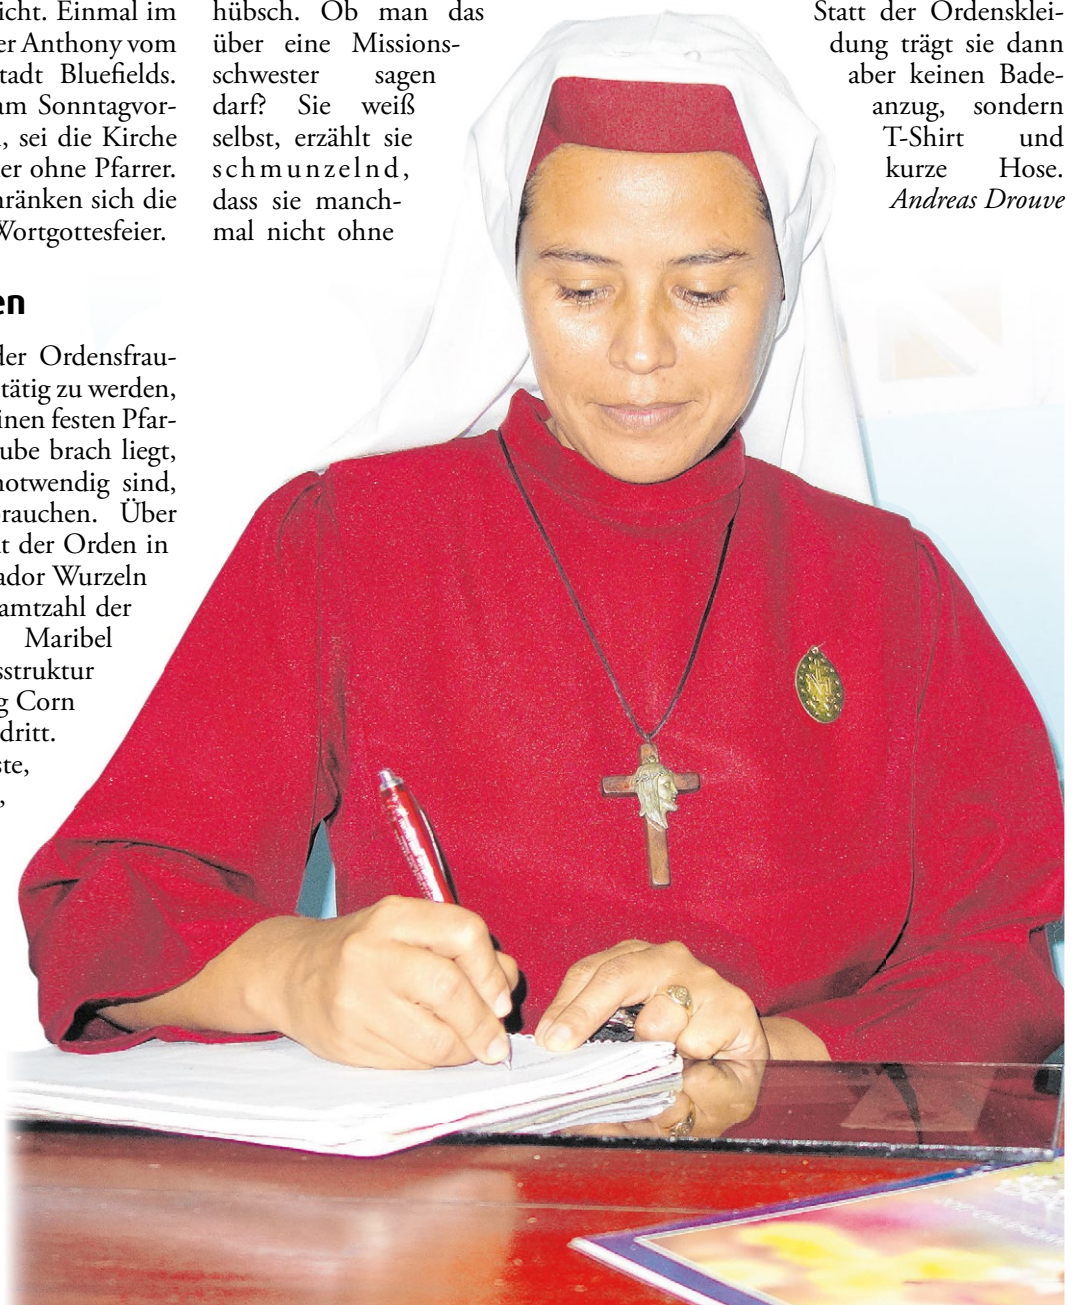 icht. Einmal im
er Anthony vom
tadt Bluefields.
am Sonntagvor-
, sei die Kirche
er ohne Pfarrer.
ränken sich die
Wortgottesfeier.
en
der Ordensfrau-
tätig zu werden,
inen festen Pfar-
ube brach liegt,
notwendig sind,
rauchen. Über
t der Orden in
ador Wurzeln
amtzahl der
Maribel
sstruktur
g Corn
dritt.
ste,
,
hübsch. Ob man das
über eine Missions-
schwester sagen
darf? Sie weiß
selbst, erzählt sie
schmunzelnd,
dass sie manch-
mal nicht ohne
Statt der Ordensklei-
dung trägt sie dann
aber keinen Bade-
anzug, sondern
T-Shirt und
kurze Hose.
Andreas Drouve